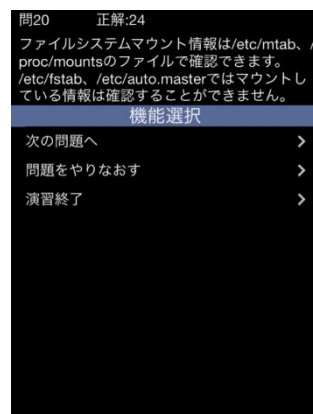 問20 正解:24
ファイルシステムマウント情報は/etc/mtab、/
proc/mountsのファイルで確認できます。
/etc/fstab、/etc/auto.masterではマウントし
ている情報は確認することができません。
機能選択
次の問題へ
問題をやりなおす
演習終了